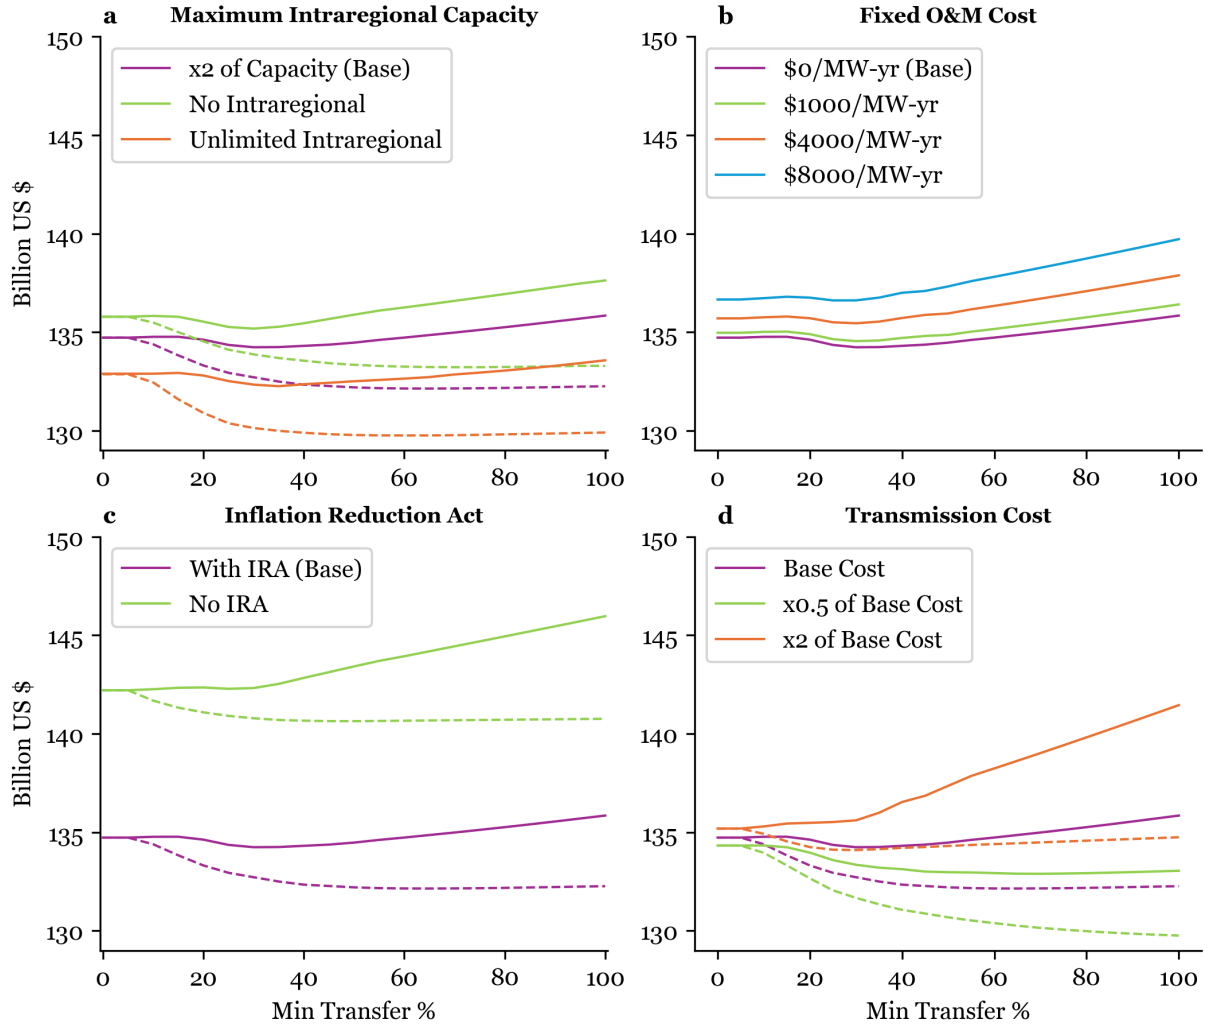 a Maximum Intraregional Capacity
150
145
140
135
130
Billion US $
x2 of Capacity (Base)
No Intraregional
Unlimited Intraregional
0 20 40 60 80 100
b Fixed O&M Cost
150
145
140
135
130
$0/MW-yr (Base)
$1000/MW-yr
$4000/MW-yr
$8000/MW-yr
0 20 40 60 80 100
c Inflation Reduction Act
150
145
140
135
130
Billion US $
With IRA (Base)
No IRA
0 20 40 60 80 100
Min Transfer %
d Transmission Cost
150
145
140
135
130
Base Cost
x0.5 of Base Cost
x2 of Base Cost
0 20 40 60 80 100
Min Transfer %